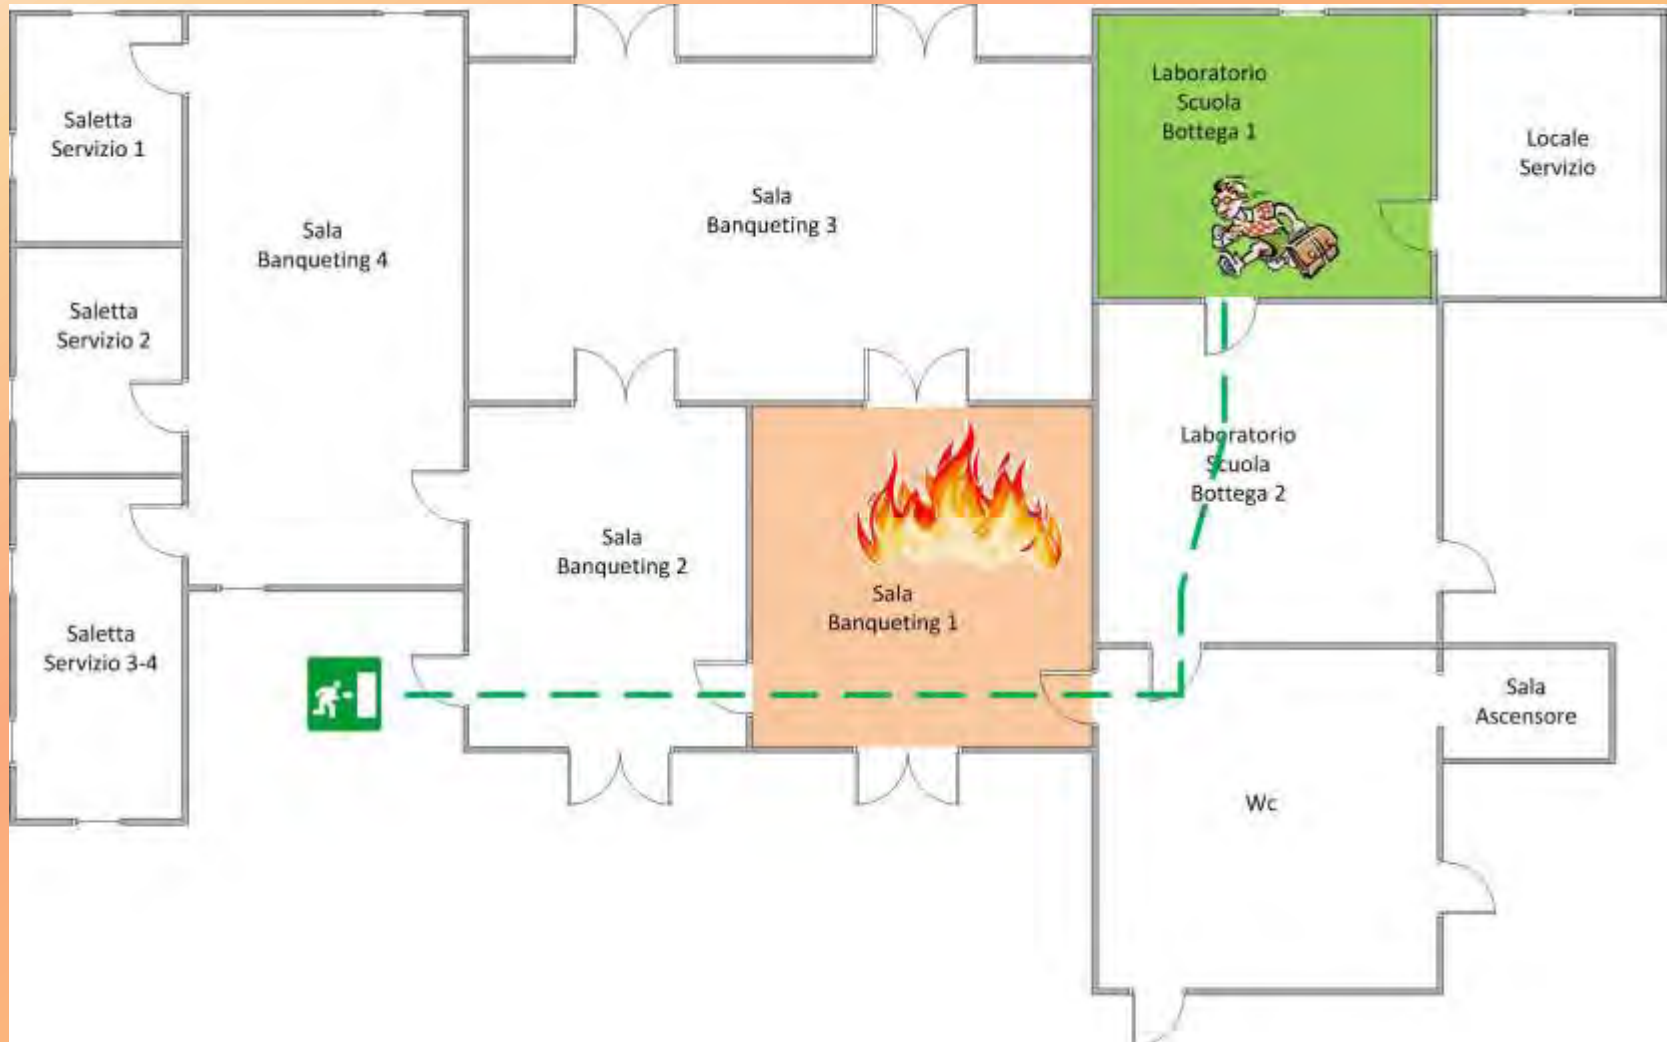 Laboratorio
Scuola
Bottega 1
Saletta
Servizio 1
Locale
Servizio
Sala
Banqueting 3
Sala
Banqueting 4
Saletta
Servizio 2
Laboratorio
Scuola
Bottega 2
Sala
Banqueting 2
Sala
Banqueting 1
Saletta
Servizio 3-4
Sala
Ascensore
Wc